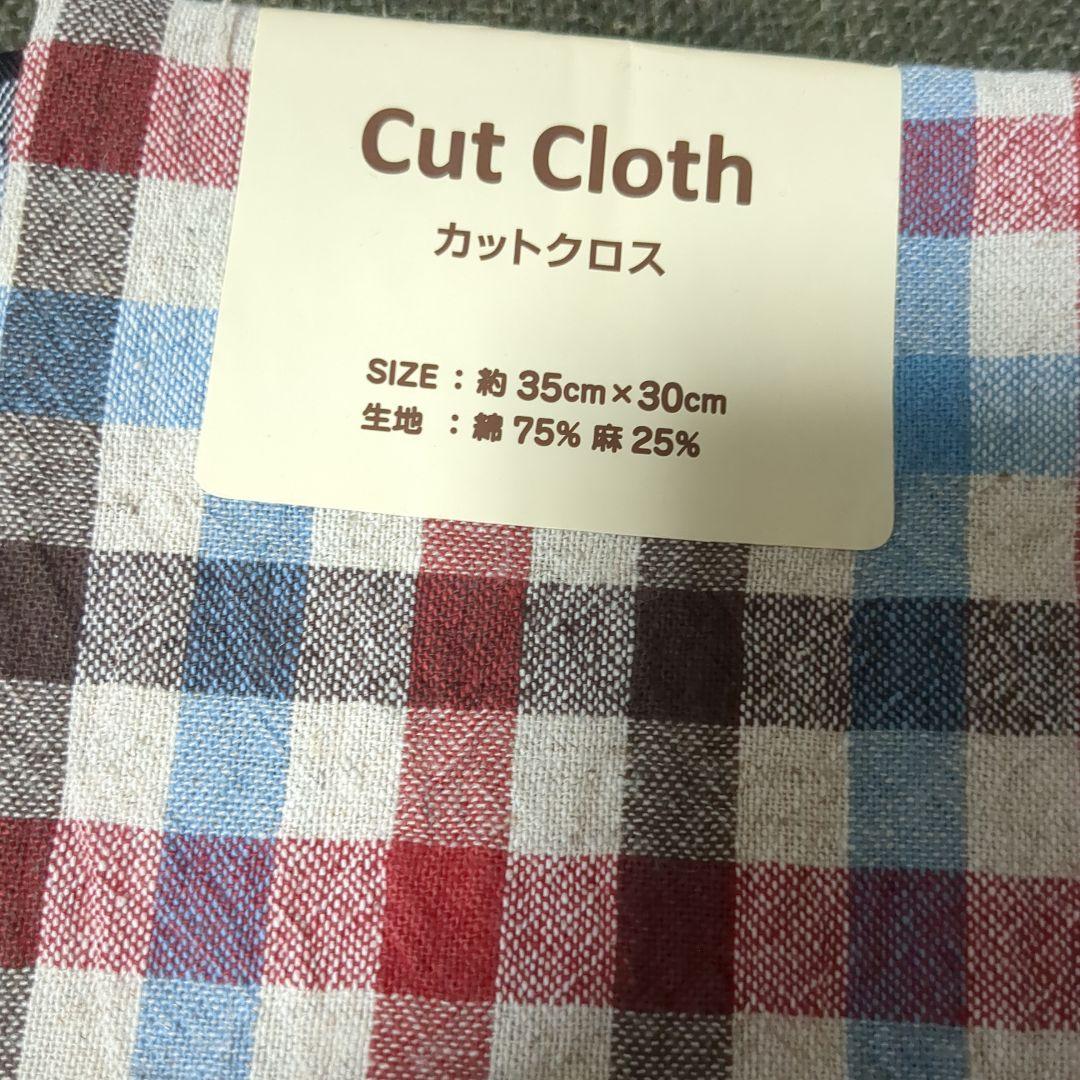 Cut Cloth
カットクロス
SIZE : 約 35cm×30cm
生地 : 綿 75% 麻 25%